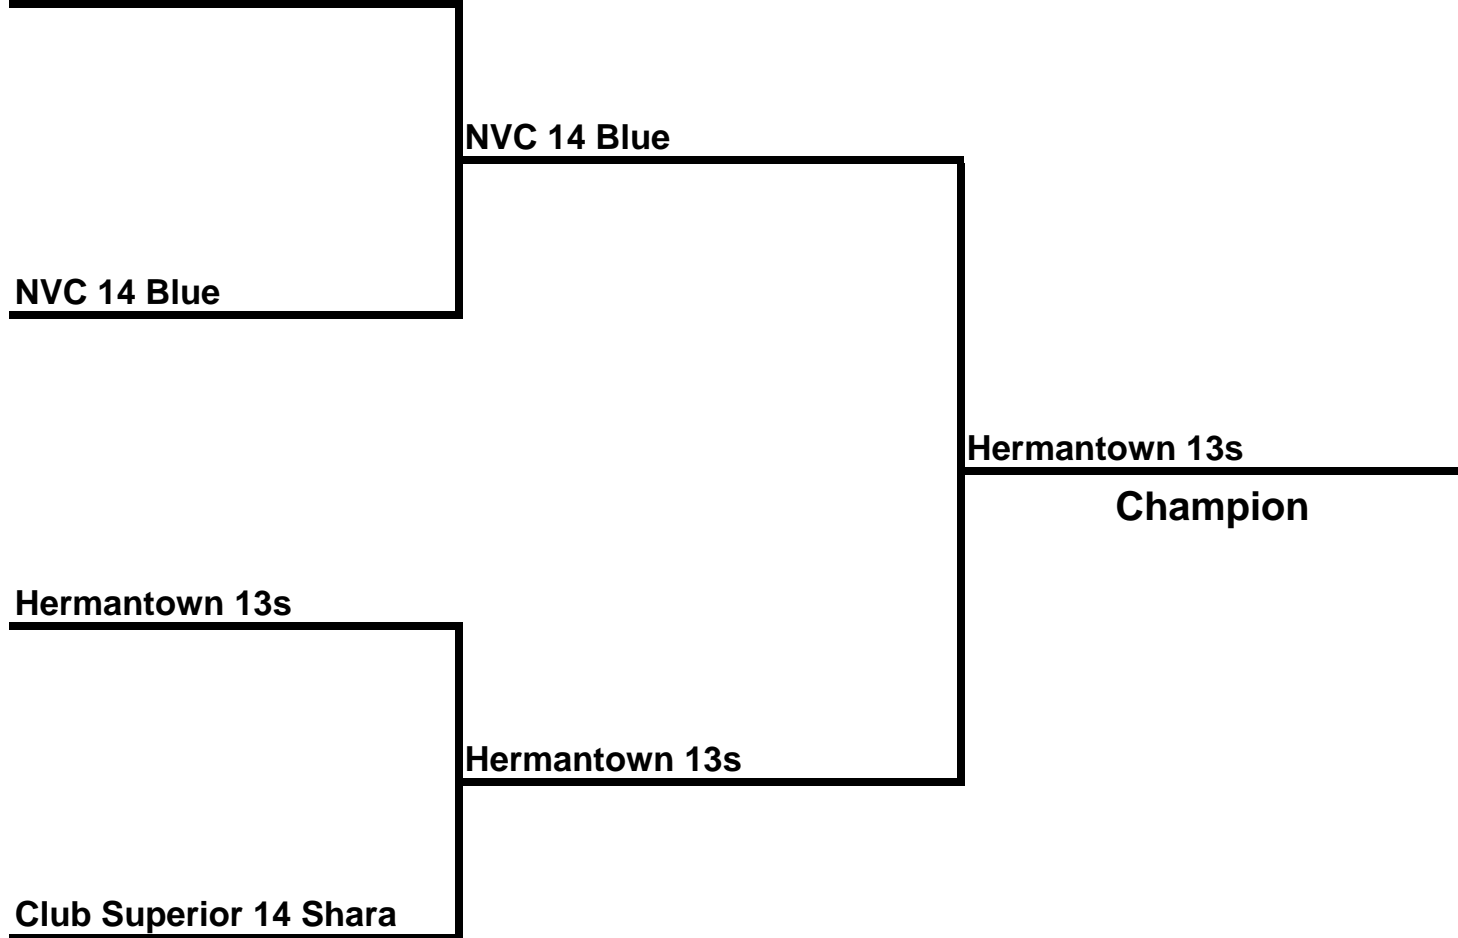 NVC 14 Blue
NVC 14 Blue
Hermantown 13s
Champion
Hermantown 13s
Hermantown 13s
Club Superior 14 Shara